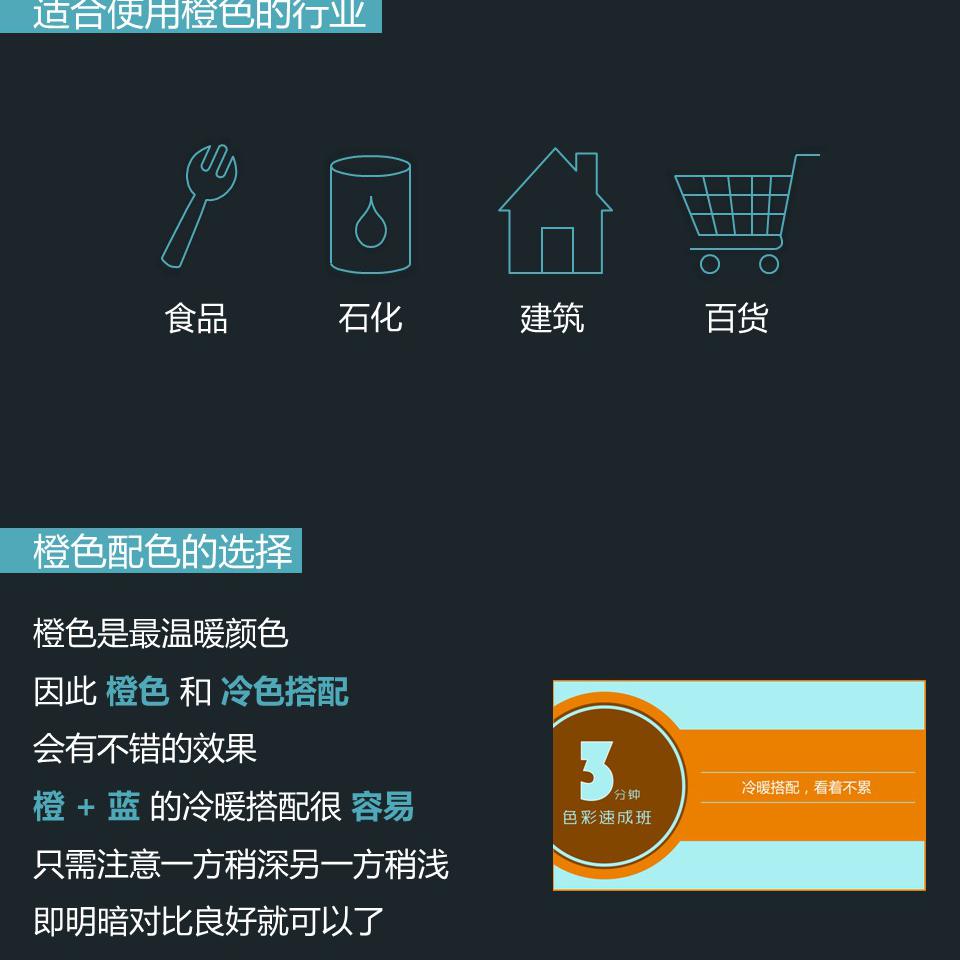 适合使用橙色的行业
食品
石化
建筑
百货
橙色配色的选择
橙色是最温暖颜色
因此 橙色 和 冷色搭配
会有不错的效果
橙 + 蓝 的冷暖搭配很 容易
只需注意一方稍深另一方稍浅
即明暗对比良好就可以了
3
分钟
色彩速成班
冷暖搭配，看着不累